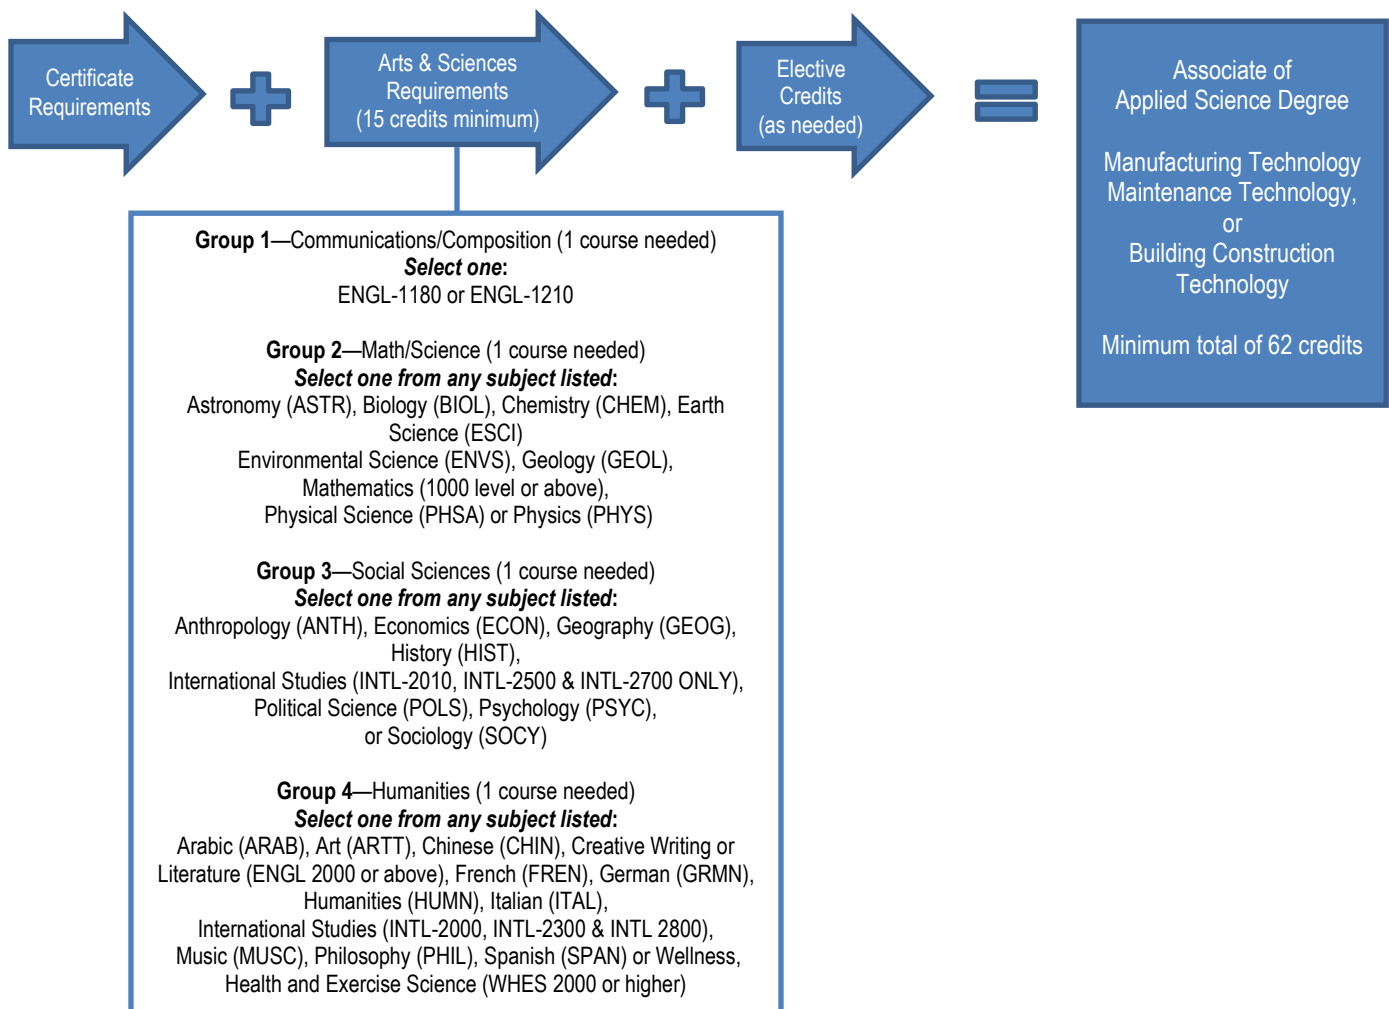 Certificate
Requirements
Arts & Sciences
Requirements
(15 credits minimum)
Elective
Credits
(as needed)
Associate of
Applied Science Degree
Manufacturing Technology
Maintenance Technology,
or
Building Construction
Technology
Minimum total of 62 credits
Group 1—Communications/Composition (1 course needed)
Select one:
ENGL-1180 or ENGL-1210
Group 2—Math/Science (1 course needed)
Select one from any subject listed:
Astronomy (ASTR), Biology (BIOL), Chemistry (CHEM), Earth
Science (ESCI)
Environmental Science (ENVS), Geology (GEOL),
Mathematics (1000 level or above),
Physical Science (PHSA) or Physics (PHYS)
Group 3—Social Sciences (1 course needed)
Select one from any subject listed:
Anthropology (ANTH), Economics (ECON), Geography (GEOG),
History (HIST),
International Studies (INTL-2010, INTL-2500 & INTL-2700 ONLY),
Political Science (POLS), Psychology (PSYC),
or Sociology (SOCY)
Group 4—Humanities (1 course needed)
Select one from any subject listed:
Arabic (ARAB), Art (ARTT), Chinese (CHIN), Creative Writing or
Literature (ENGL 2000 or above), French (FREN), German (GRMN),
Humanities (HUMN), Italian (ITAL),
International Studies (INTL-2000, INTL-2300 & INTL 2800),
Music (MUSC), Philosophy (PHIL), Spanish (SPAN) or Wellness,
Health and Exercise Science (WHES 2000 or higher)